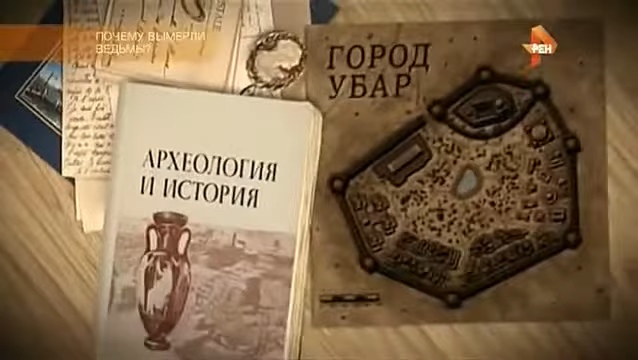 ПОЧЕМУ ВЫМЕРЛИ
ВЕДЬМЫ?
РЕН
ГОРОД
УБАР
АРХЕОЛОГИЯ
И ИСТОРИЯ